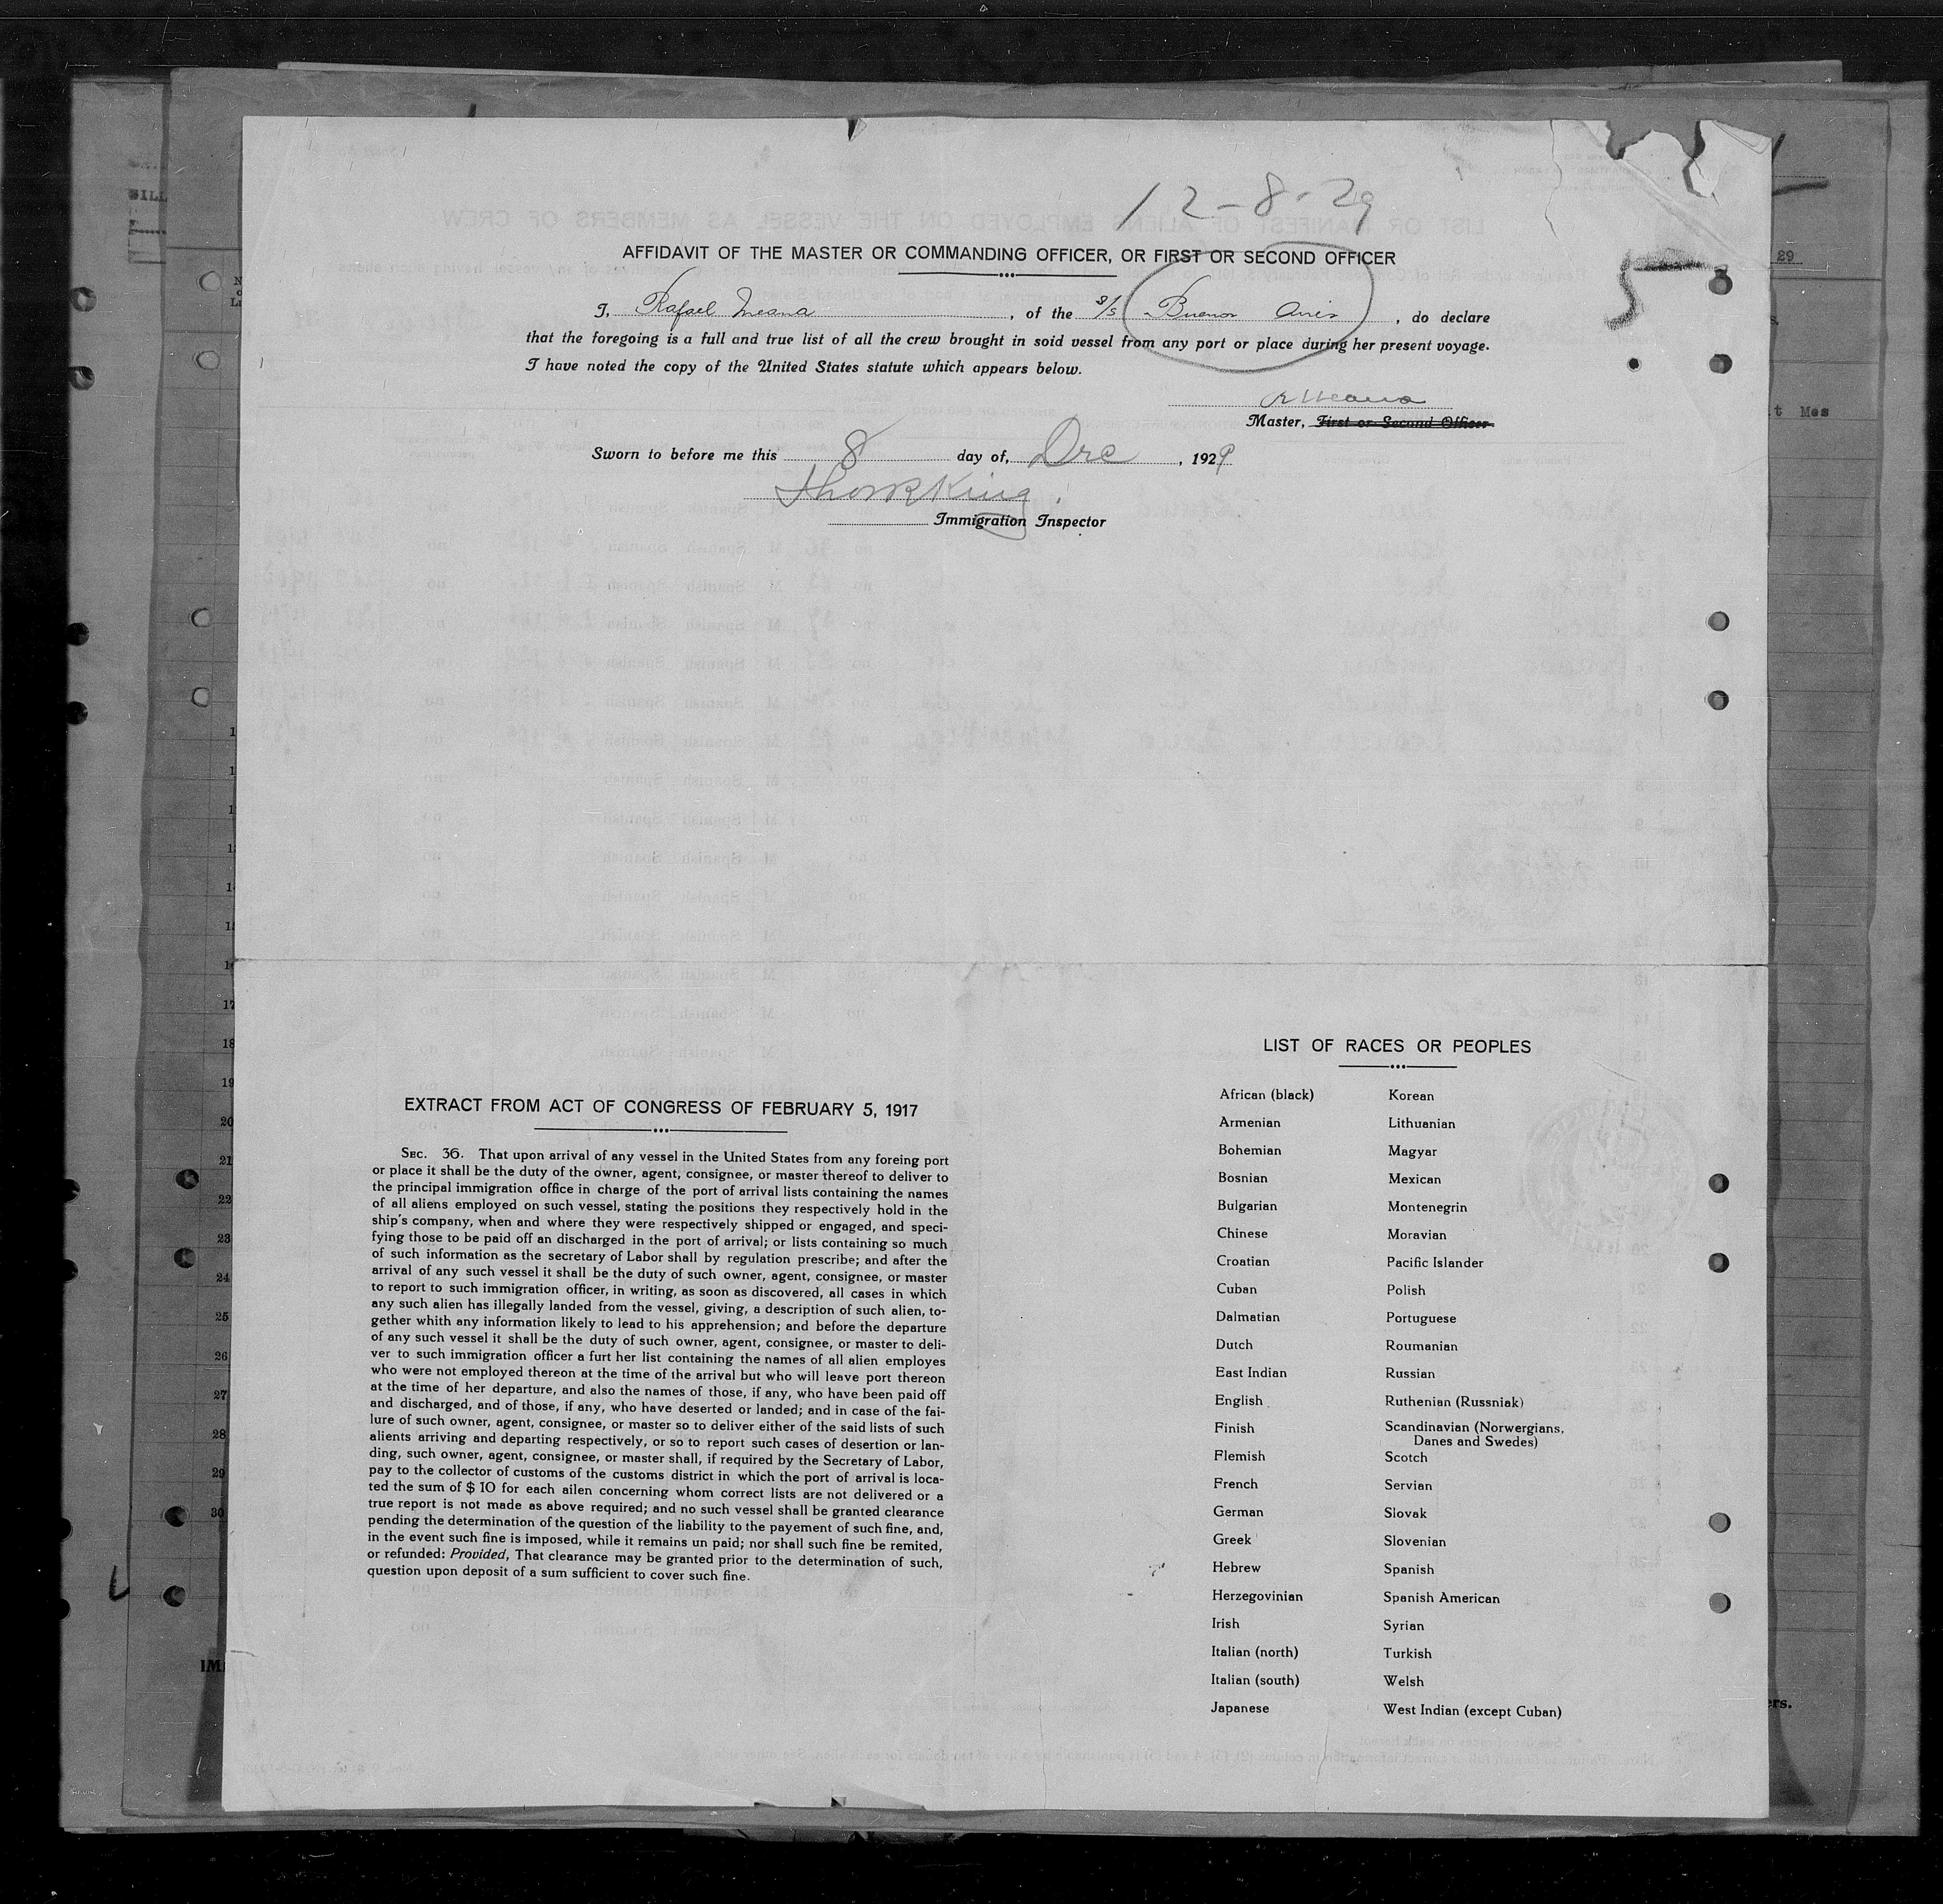 12-8-29
AFFIDAVIT OF THE MASTER OR COMMANDING OFFICER, OR FIRST OR SECOND OFFICER
I, Rafael Meana, of the S/S Buenos Aires, do declare
that the foregoing is a full and true list of all the crew brought in soid vessel from any port or place during her present voyage.
I have noted the copy of the United States statute which appears below.
RMeana
Master, First or Second Officer
Sworn to before me this 8 day of, Dec, 1929
Immigration Inspector
5
EXTRACT FROM ACT OF CONGRESS OF FEBRUARY 5, 1917
SEC. 36. That upon arrival of any vessel in the United States from any foreing port
or place it shall be the duty of the owner, agent, consignee, or master thereof to deliver to
the principal immigration office in charge of the port of arrival lists containing the names
of all aliens employed on such vessel, stating the positions they respectively hold in the
ship's company, when and where they were respectively shipped or engaged, and speci-
fying those to be paid off an discharged in the port of arrival; or lists containing so much
of such information as the secretary of Labor shall by regulation prescribe; and after the
arrival of any such vessel it shall be the duty of such owner, agent, consignee, or master
to report to such immigration officer, in writing, as soon as discovered, all cases in which
any such alien has illegally landed from the vessel, giving, a description of such alien, to-
gether whith any information likely to lead to his apprehension; and before the departure
of any such vessel it shall be the duty of such owner, agent, consignee, or master to deli-
ver to such immigration officer a furt her list containing the names of all alien employes
who were not employed thereon at the time of the arrival but who will leave port thereon
at the time of her departure, and also the names of those, if any, who have been paid off
and discharged, and of those, if any, who have deserted or landed; and in case of the fai-
lure of such owner, agent, consignee, or master so to deliver either of the said lists of such
alients arriving and departing respectively, or so to report such cases of desertion or lan-
ding, such owner, agent, consignee, or master shall, if required by the Secretary of Labor,
pay to the collector of customs of the customs district in which the port of arrival is loca-
ted the sum of $ 10 for each ailen concerning whom correct lists are not delivered or a
true report is not made as above required; and no such vessel shall be granted clearance
pending the determination of the question of the liability to the payement of such fine, and,
in the event such fine is imposed, while it remains un paid; nor shall such fine be remited,
or refunded: Provided, That clearance may be granted prior to the determination of such,
question upon deposit of a sum sufficient to cover such fine.
LIST OF RACES OR PEOPLES
African (black) Korean
Armenian Lithuanian
Bohemian Magyar
Bosnian Mexican
Bulgarian Montenegrin
Chinese Moravian
Croatian Pacific Islander
Cuban Polish
Dalmatian Portuguese
Dutch Roumanian
East Indian Russian
English Ruthenian (Russniak)
Finish Scandinavian (Norwergians,
Danes and Swedes)
Flemish Scotch
French Servian
German Slovak
Greek Slovenian
Hebrew Spanish
Herzegovinian Spanish American
Irish Syrian
Italian (north) Turkish
Italian (south) Welsh
Japanese West Indian (except Cuban)